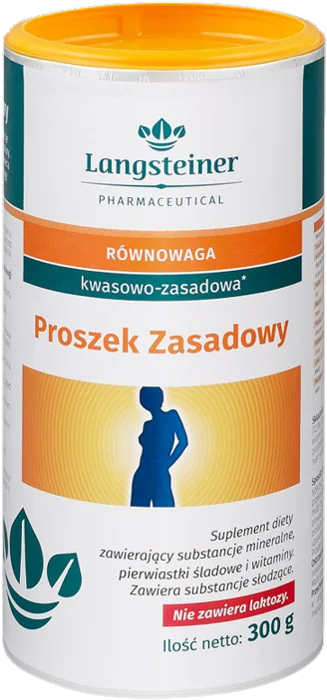 Langsteiner
PHARMACEUTICAL
RÓWNOWAGA
kwasowo-zasadowa*
Proszek Zasadowy
Suplement diety
zawierający substancje mineralne,
pierwiastki śladowe i witaminy.
Zawiera substancje słodzące.
Nie zawiera laktozy.
Ilość netto: 300 g